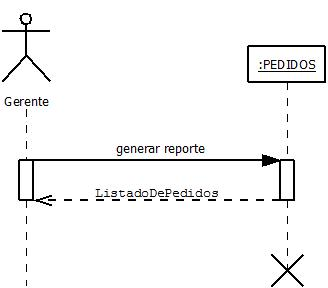 :PEDIDOS
Gerente
generar reporte
ListadoDePedidos